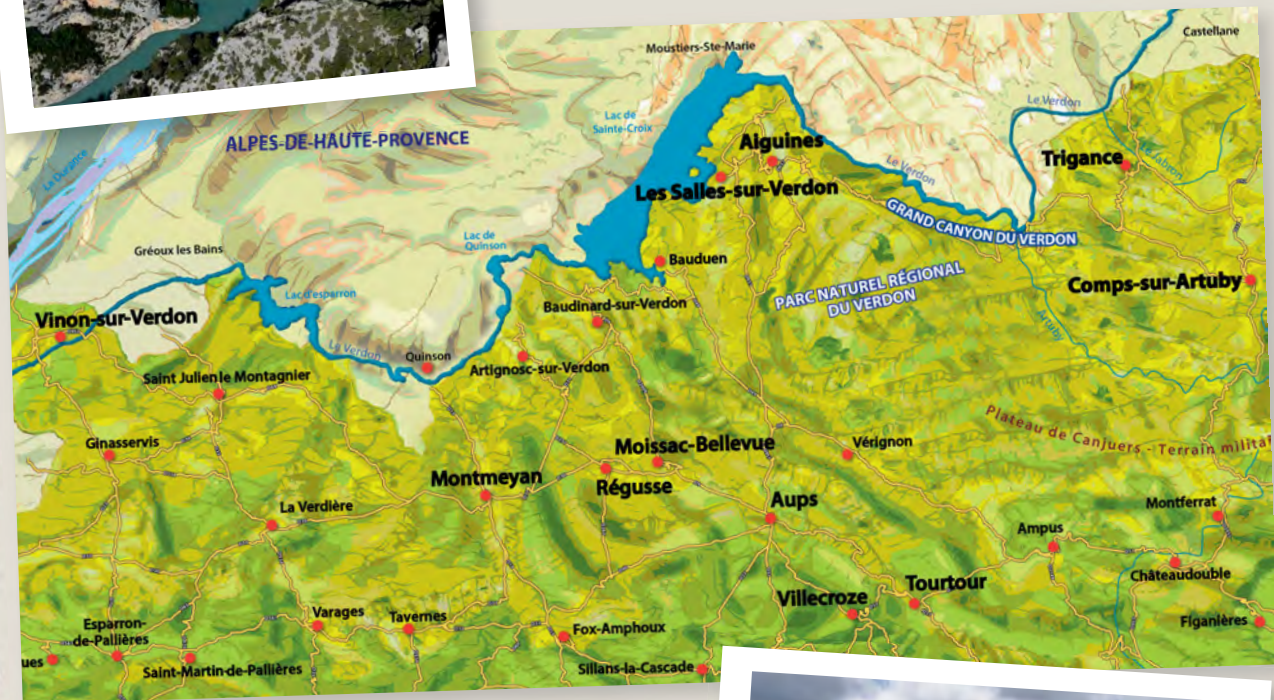 Castellane
Moustiers-Ste-Marie
Le Verdon
Lac de
Sainte-Croix
ALPES-DE-HAUTE-PROVENCE
Aiguines
Trigance
Le Jabron
La Durance
Le Verdon
Les Salles-sur-Verdon
GRAND CANYON DU VERDON
Lac de
Quinson
Gréoux les Bains
Bauduen
PARC NATUREL RÉGIONAL
DU VERDON
Comps-sur-Artuby
Lac d'esparron
Baudinard-sur-Verdon
Vinon-sur-Verdon
Artuby
Le Verdon
Quinson
Artignosc-sur-Verdon
Saint Julien le Montagnier
Plateau de Canjuers - Terrain militai
Ginasservis
Moissac-Bellevue
Vérignon
Montmeyan
Régusse
Aups
La Verdière
Montferrat
Ampus
Châteaudouble
Tourtour
Villecroze
Varages
Tavernes
Figanières
Esparron-
de-Pallières
Fox-Amphoux
ues
Saint-Martin-de-Pallières
Sillans-la-Cascade